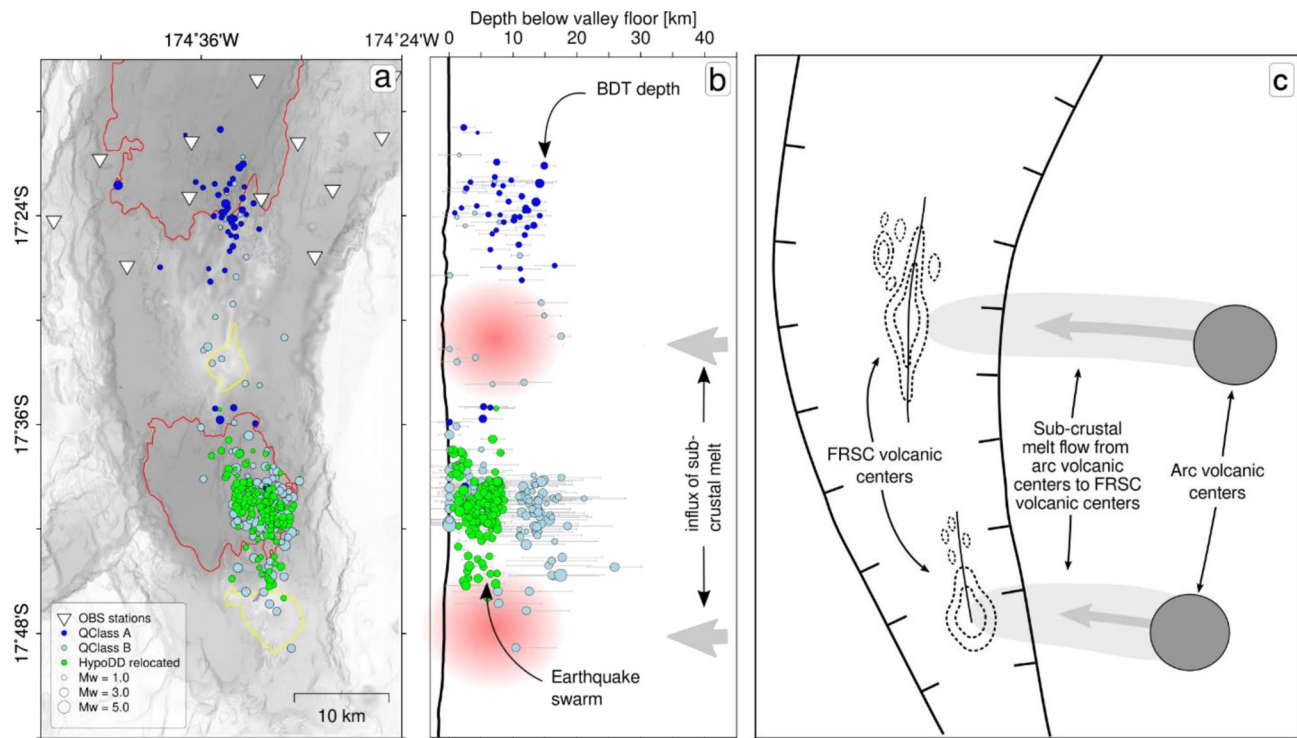 174°36'W
174°24'W
17°24'S
17°36'S
17°48'S
a
OBS stations
QClass A
QClass B
HypoDD relocated
Mw = 1.0
Mw = 3.0
Mw = 5.0
10 km
Depth below valley floor [km]
0 10 20 30 40
b
BDT depth
influx of sub-
crustal melt
Earthquake
swarm
c
FRSC volcanic
centers
Sub-crustal
melt flow from
arc volcanic
centers to FRSC
volcanic centers
Arc volcanic
centers